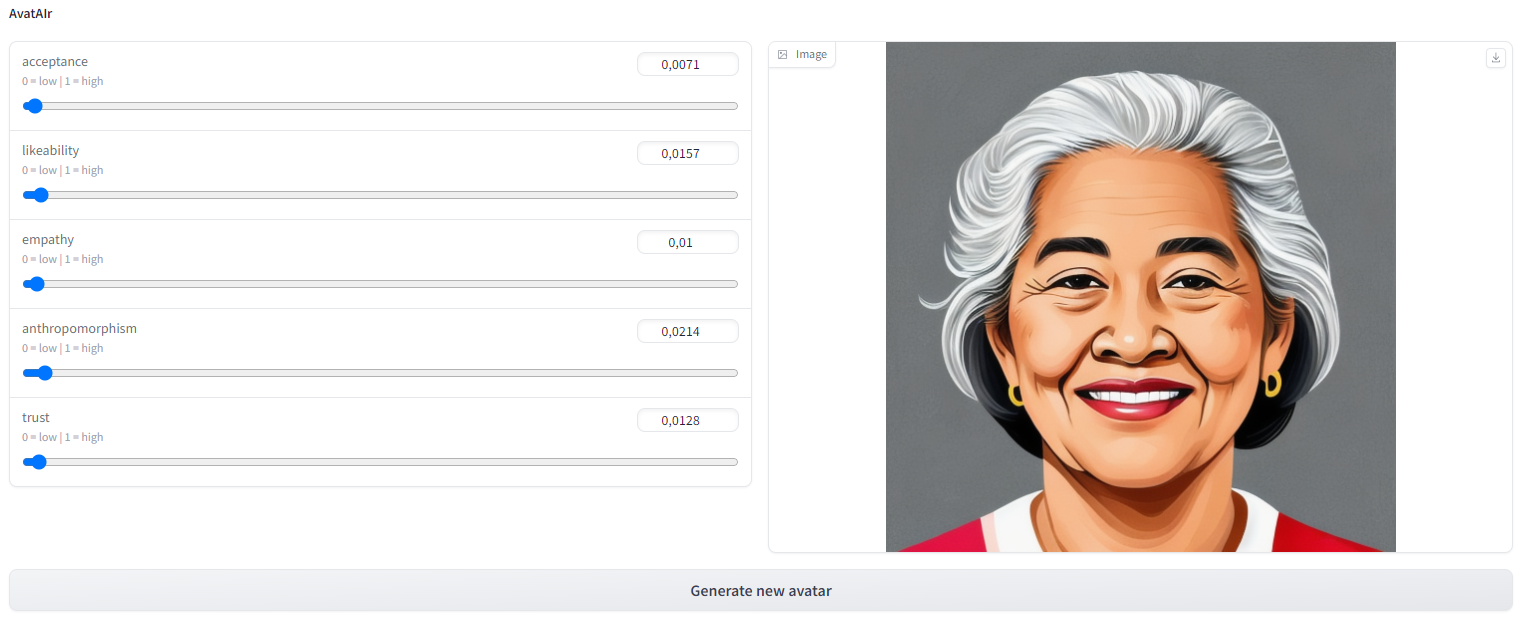 AvatAIr
acceptance
0,0071
0 = low | 1 = high
likeability
0,0157
0 = low | 1 = high
empathy
0,01
0 = low | 1 = high
anthropomorphism
0,0214
0 = low | 1 = high
trust
0,0128
0 = low | 1 = high
Image
Generate new avatar